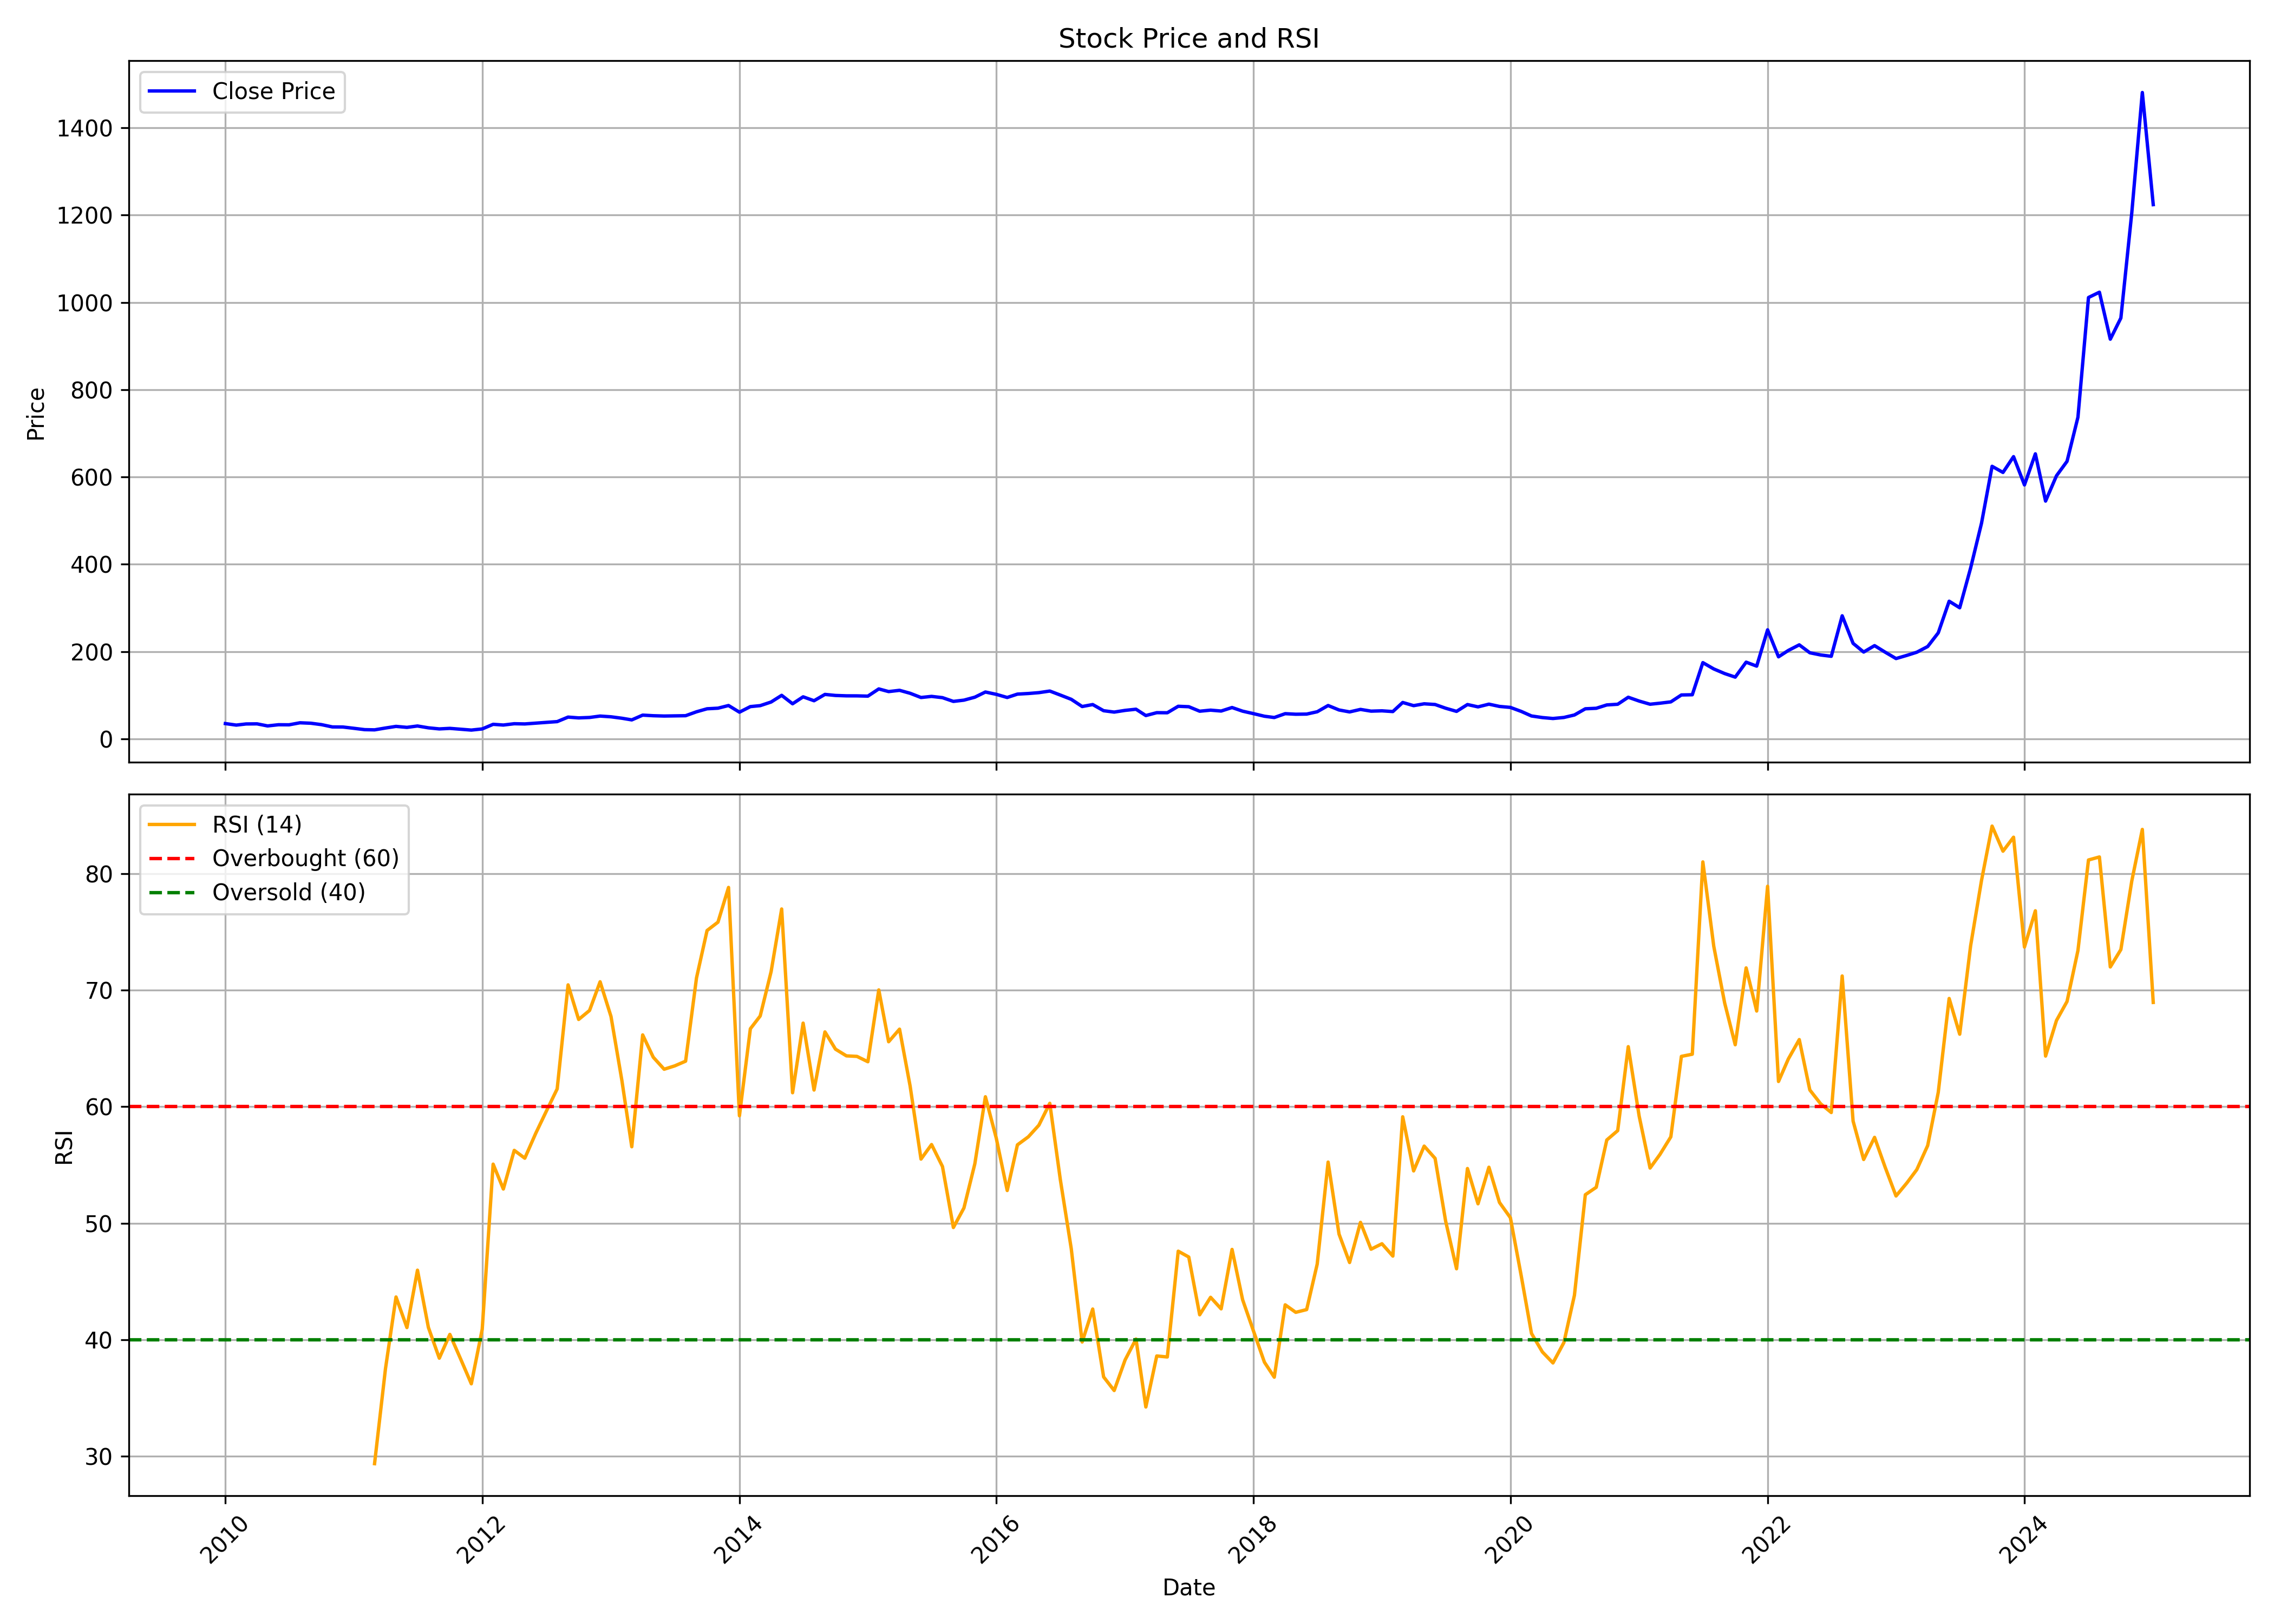 Stock Price and RSI
Close Price
1400
1200
1000
800
600
400
200
0
Price
RSI (14)
Overbought (60)
Oversold (40)
80
70
60
50
40
30
RSI
2010
2012
2014
2016
2018
2020
2022
2024
Date